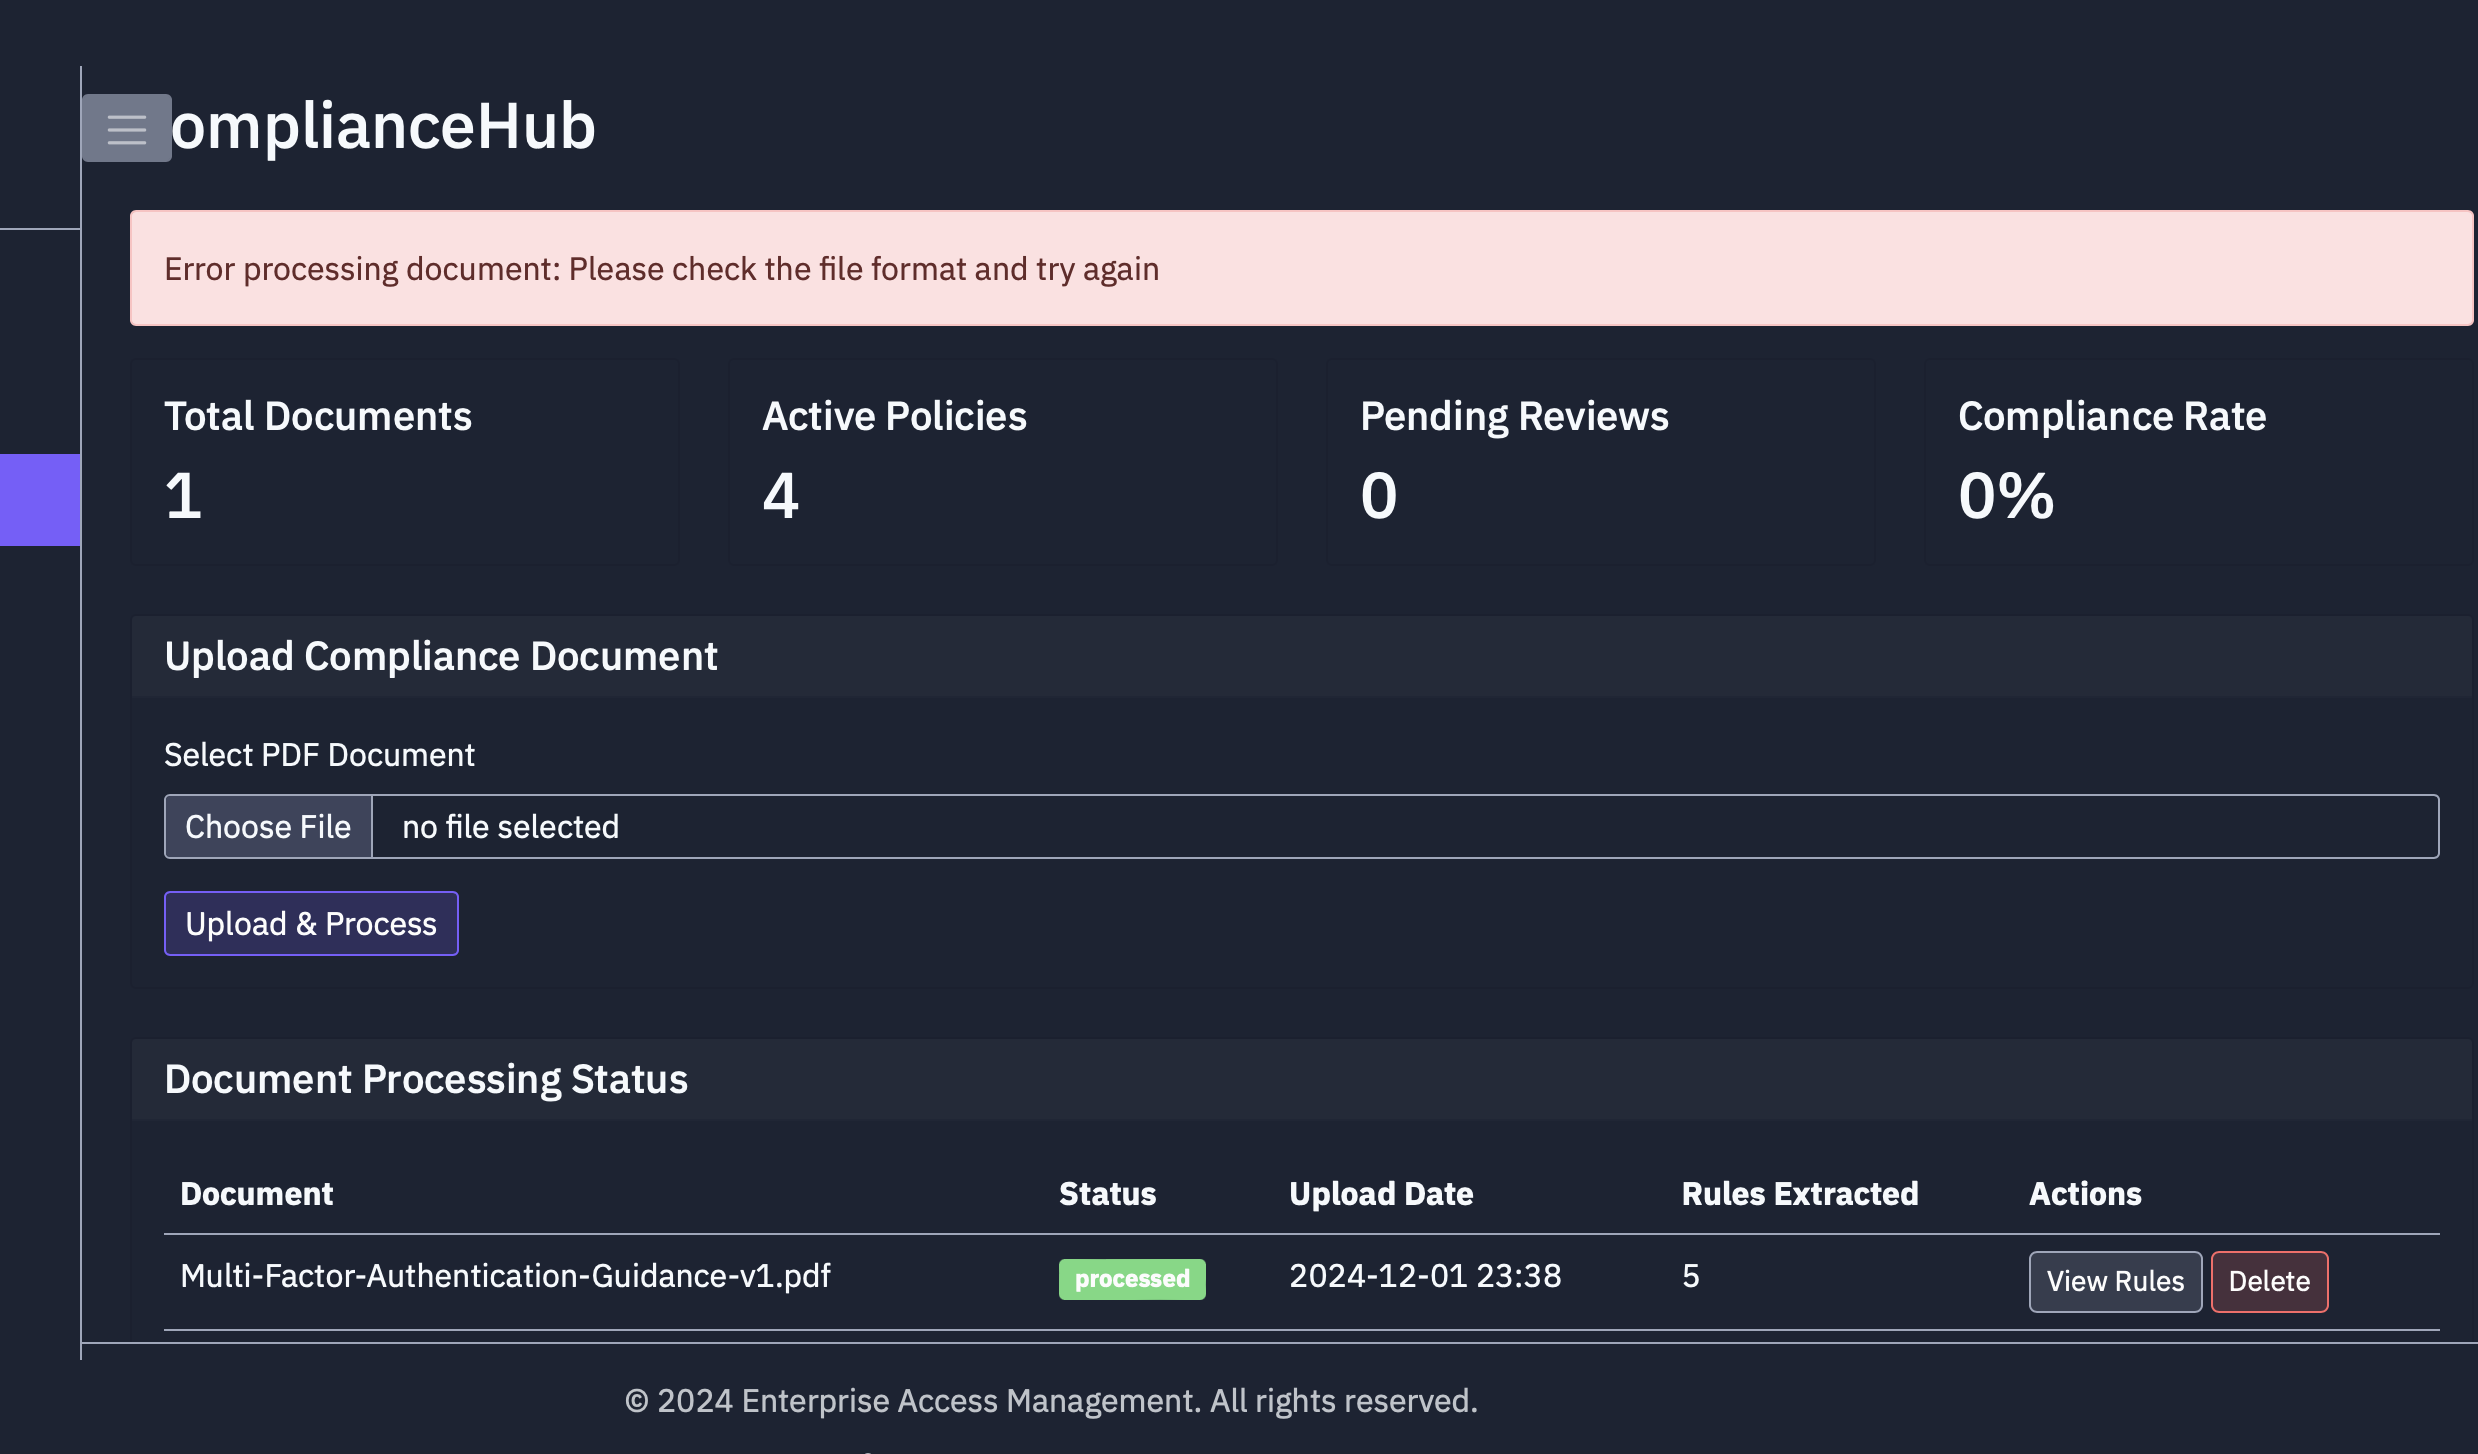 omplianceHub
Error processing document: Please check the file format and try again
Total Documents
1
Active Policies
4
Pending Reviews
0
Compliance Rate
0%
Upload Compliance Document
Select PDF Document
Choose File no file selected
Upload & Process
Document Processing Status
Document Status Upload Date Rules Extracted Actions
Multi-Factor-Authentication-Guidance-v1.pdf processed 2024-12-01 23:38 5 View Rules Delete
© 2024 Enterprise Access Management. All rights reserved.